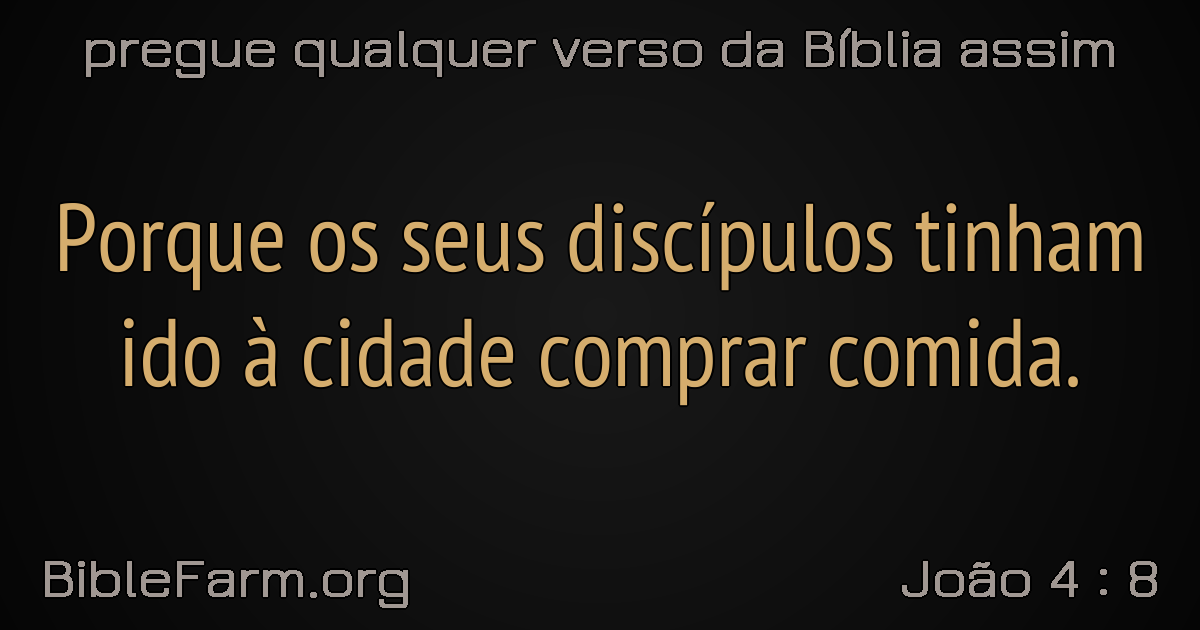 pregue qualquer verso da Bíblia assim
Porque os seus discípulos tinham
ido à cidade comprar comida.
BibleFarm.org
João 4 : 8